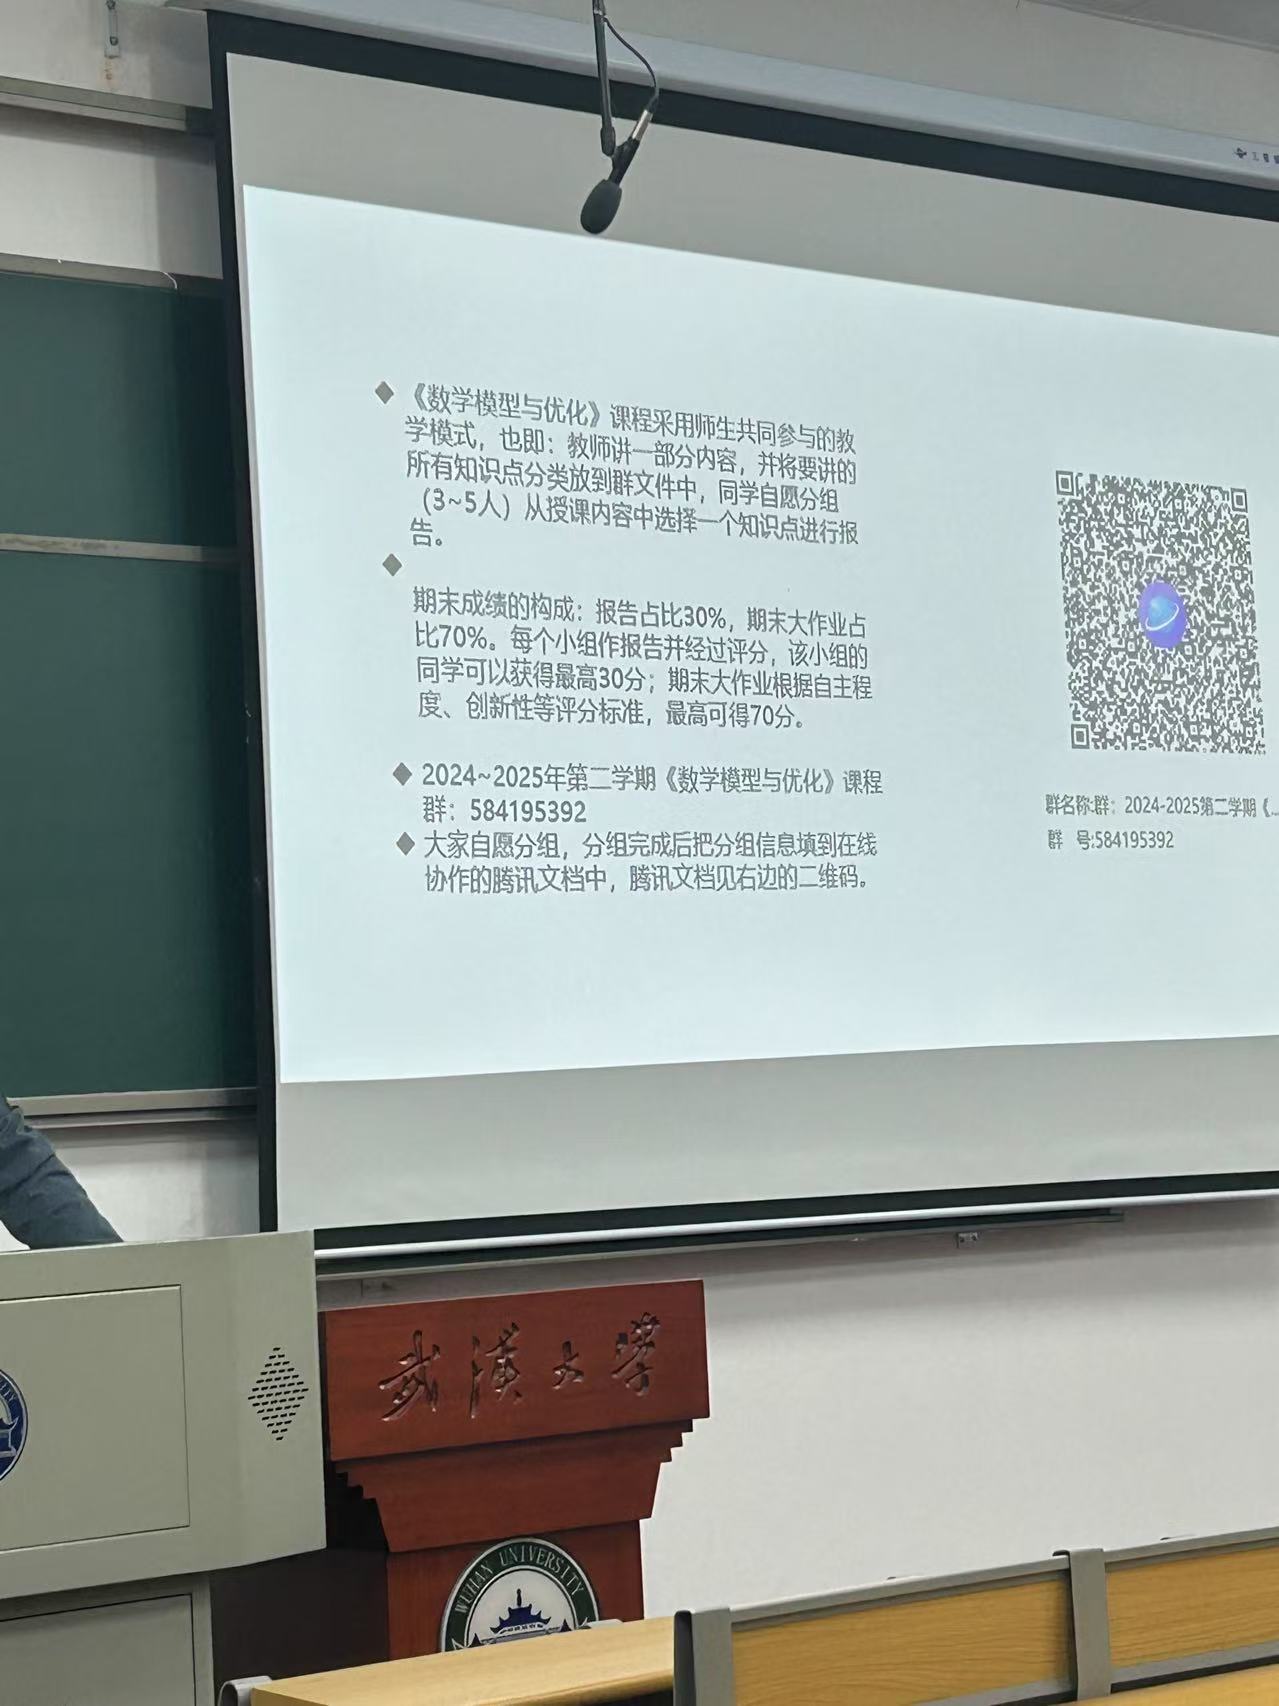 《数学模型与优化》课程采用师生共同参与的教
学模式，也即：教师讲一部分内容，并将要讲的
所有知识点分类放到群文件中，同学自愿分组
（3~5人）从授课内容中选择一个知识点进行报
告。
期末成绩的构成：报告占比30%，期末大作业占
比70%。每个小组作报告并经过评分，该小组的
同学可以获得最高30分；期末大作业根据自主程
度、创新性等评分标准，最高可得70分。
2024~2025年第二学期《数学模型与优化》课程
群：584195392
大家自愿分组，分组完成后把分组信息填到在线
协作的腾讯文档中，腾讯文档见右边的二维码。
群名称:群：2024-2025第二学期《...
群 号:584195392
武汉大学
WUHAN UNIVERSITY